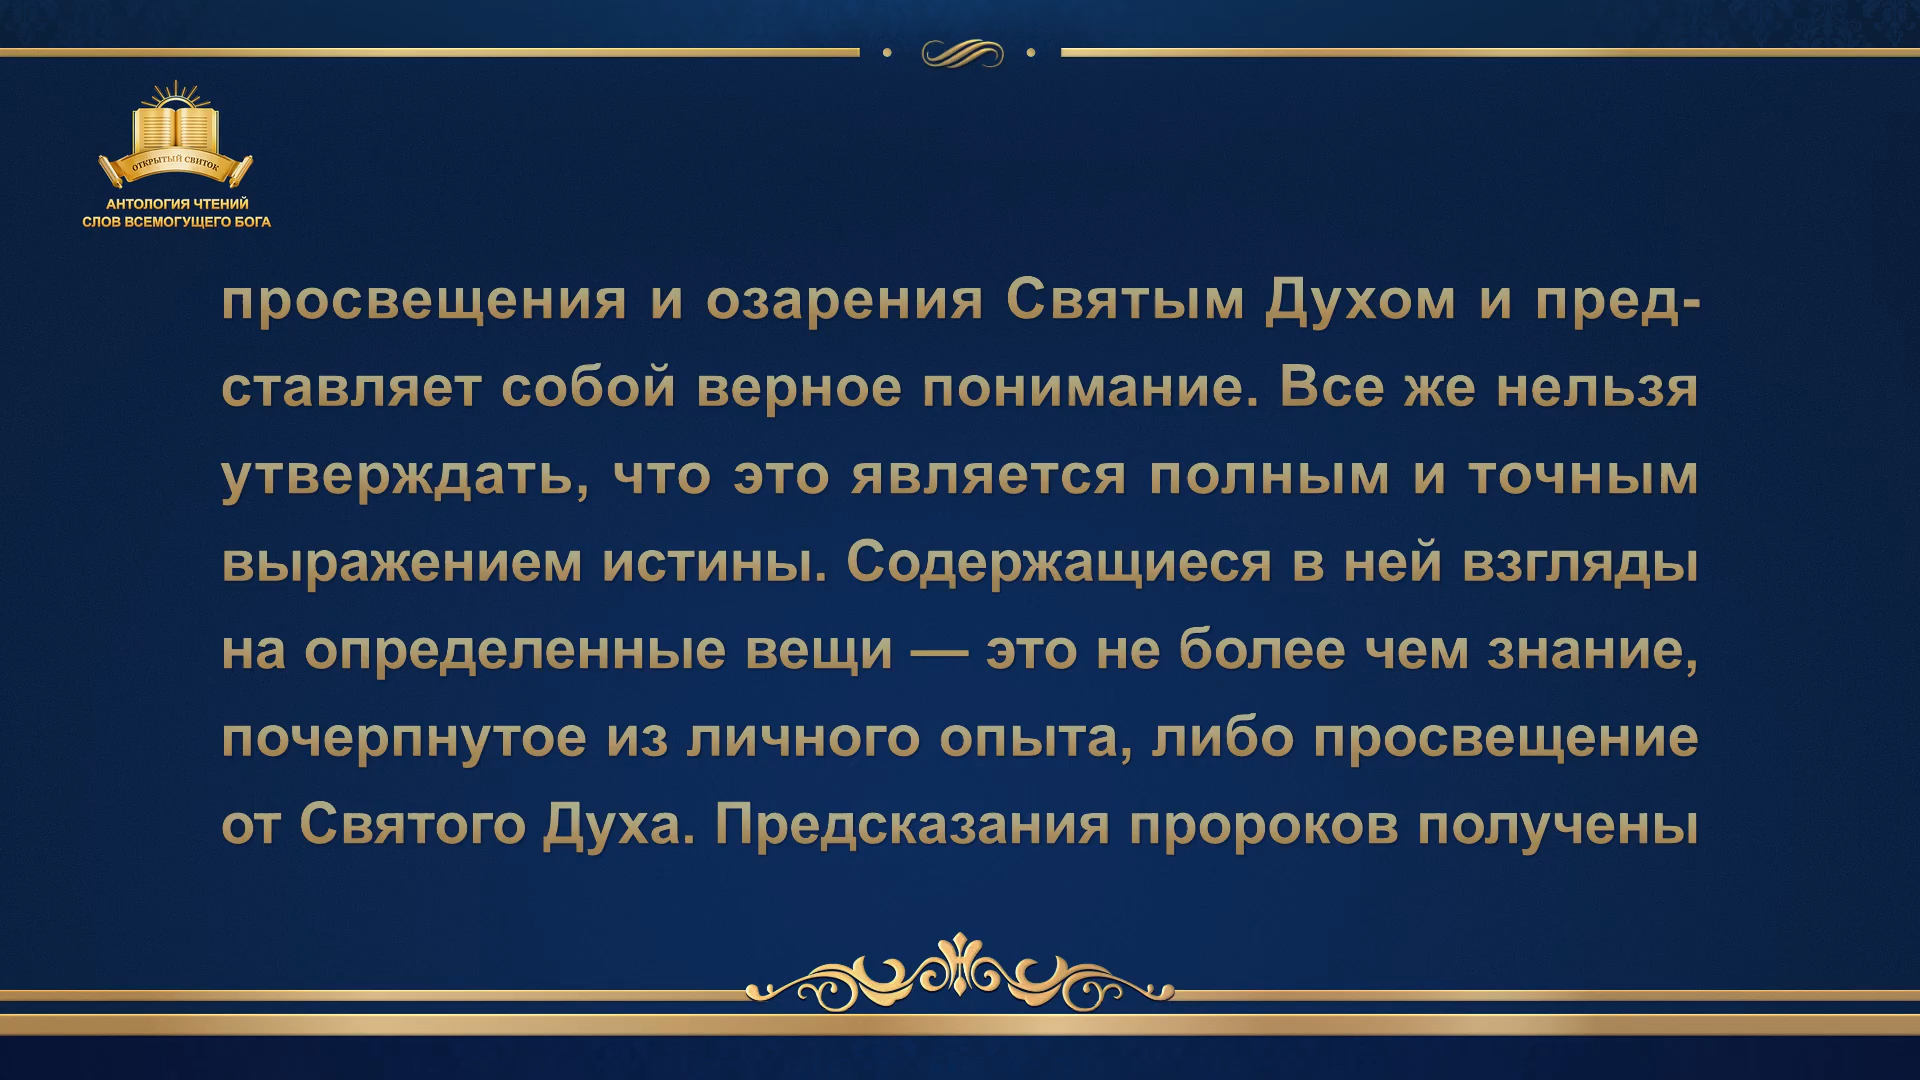 ОТКРЫТЫЙ СВИТОК
АНТОЛОГИЯ ЧТЕНИЙ
СЛОВ ВСЕМОГУЩЕГО БОГА
просвещения и озарения Святым Духом и пред-
ставляет собой верное понимание. Все же нельзя
утверждать, что это является полным и точным
выражением истины. Содержащиеся в ней взгляды
на определенные вещи — это не более чем знание,
почерпнутое из личного опыта, либо просвещение
от Святого Духа. Предсказания пророков получены